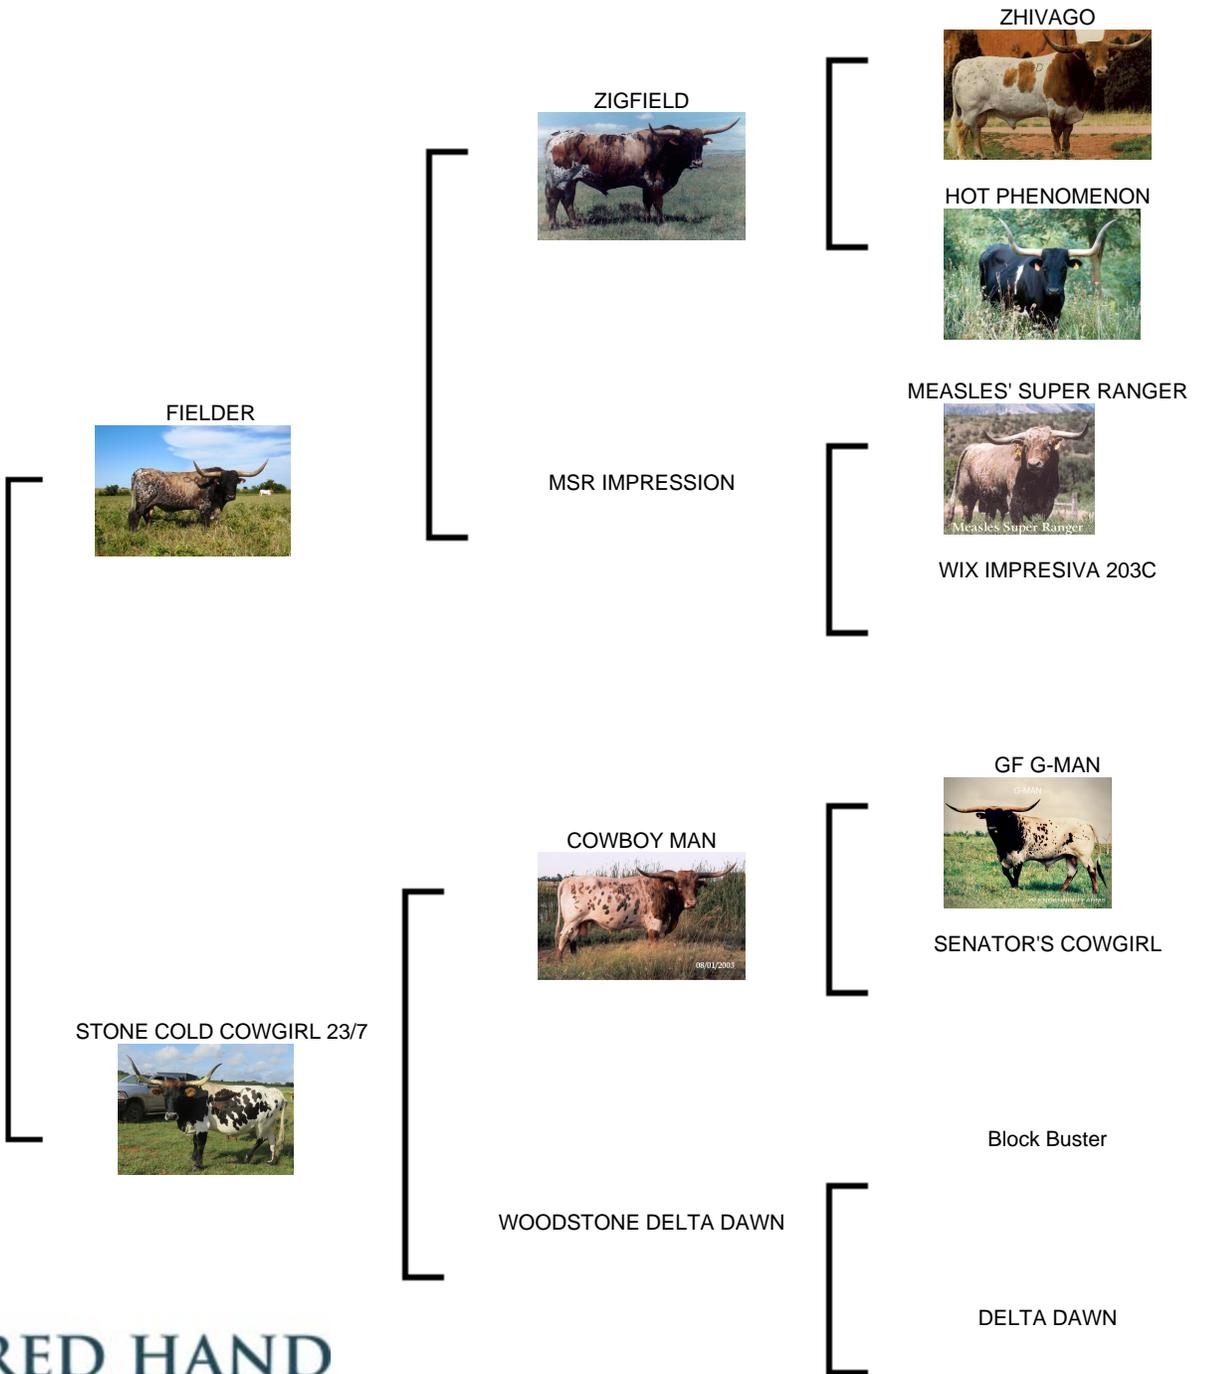 ZHIVAGO
ZIGFIELD
HOT PHENOMENON
MEASLES' SUPER RANGER
FIELDER
MSR IMPRESSION
Measles Super Ranger
WIX IMPRESIVA 203C
GF G-MAN
G-MAN
COWBOY MAN
SENATOR'S COWGIRL
08/01/2003
STONE COLD COWGIRL 23/7
Block Buster
WOODSTONE DELTA DAWN
DELTA DAWN
RED HAND